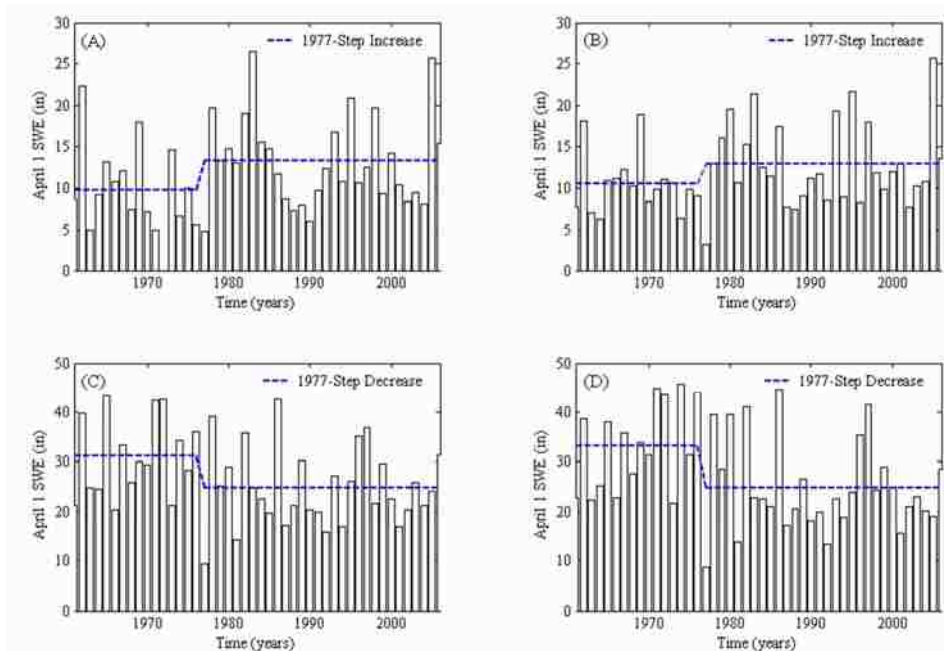 (A)
1977-Step Increase
April 1 SWE (in)
30
25
20
15
10
5
0
1970 1980 1990 2000
Time (years)
(B)
1977-Step Increase
April 1 SWE (in)
30
25
20
15
10
5
0
1970 1980 1990 2000
Time (years)
(C)
1977-Step Decrease
April 1 SWE (in)
50
40
30
20
10
0
1970 1980 1990 2000
Time (years)
(D)
1977-Step Decrease
April 1 SWE (in)
50
40
30
20
10
0
1970 1980 1990 2000
Time (years)